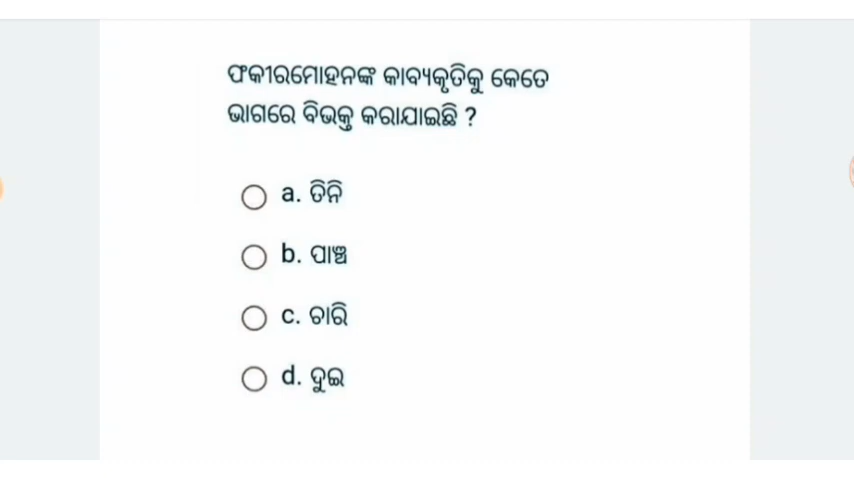 ଫକୀରମୋହନଙ୍କ କାବ୍ୟକୃତିକୁ କେତେ
ଭାଗରେ ବିଭକ୍ତ କରାଯାଇଛି ?
a. ତିନି
b. ପାଞ୍ଚ
c. ଚାରି
d. ଦୁଇ